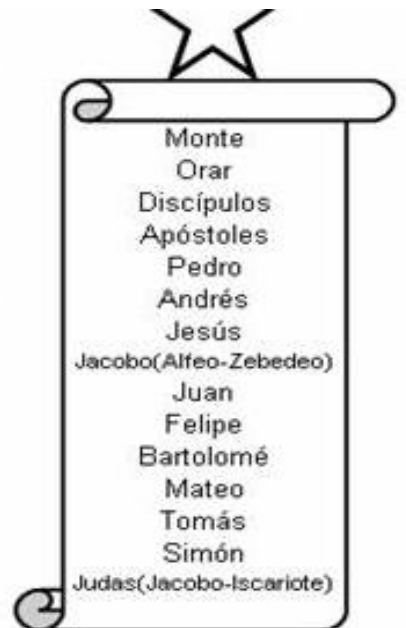 Monte
Orar
Discípulos
Apóstoles
Pedro
Andrés
Jesús
Jacobo(Alfeo-Zebedeo)
Juan
Felipe
Bartolomé
Mateo
Tomás
Simón
Judas(Jacobo-Iscariote)